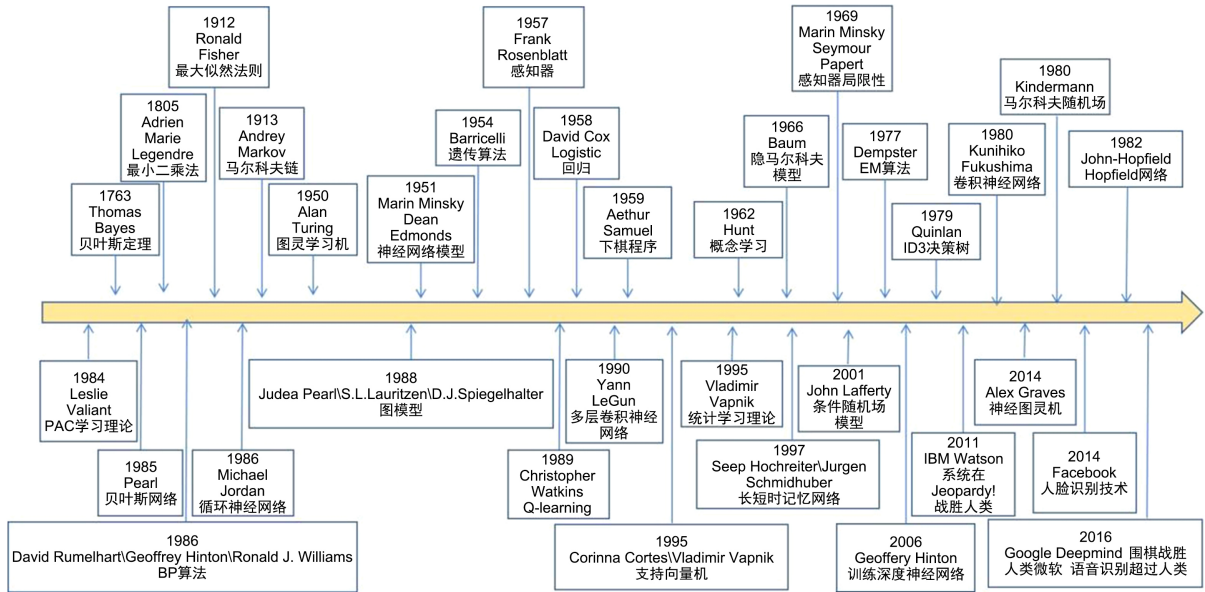 1763
Thomas
Bayes
贝叶斯定理
1805
Adrien
Marie
Legendre
最小二乘法
1912
Ronald
Fisher
最大似然法则
1913
Andrey
Markov
马尔科夫链
1950
Alan
Turing
图灵学习机
1951
Marin Minsky
Dean
Edmonds
神经网络模型
1954
Barricelli
遗传算法
1957
Frank
Rosenblatt
感知器
1958
David Cox
Logistic
回归
1959
Aethur
Samuel
下棋程序
1962
Hunt
概念学习
1966
Baum
隐马尔科夫
模型
1969
Marin Minsky
Seymour
Papert
感知器局限性
1977
Dempster
EM算法
1979
Quinlan
ID3决策树
1980
Kunihiko
Fukushima
卷积神经网络
1980
Kindermann
马尔科夫随机场
1982
John-Hopfield
Hopfield网络
1984
Leslie
Valiant
PAC学习理论
1985
Pearl
贝叶斯网络
1986
David Rumelhart\Geoffrey Hinton\Ronald J. Williams
BP算法
1986
Michael
Jordan
循环神经网络
1988
Judea Pearl\S.L.Lauritzen\D.J.Spiegelhalter
图模型
1989
Christopher
Watkins
Q-learning
1990
Yann
LeGun
多层卷积神经
网络
1995
Corinna Cortes\Vladimir Vapnik
支持向量机
1995
Vladimir
Vapnik
统计学习理论
1997
Seep Hochreiter\Jurgen
Schmidhuber
长短时记忆网络
2001
John Lafferty
条件随机场
模型
2006
Geoffery Hinton
训练深度神经网络
2011
IBM Watson
系统在
Jeopardy!
战胜人类
2014
Alex Graves
神经图灵机
2014
Facebook
人脸识别技术
2016
Google Deepmind 围棋战胜
人类微软 语音识别超过人类